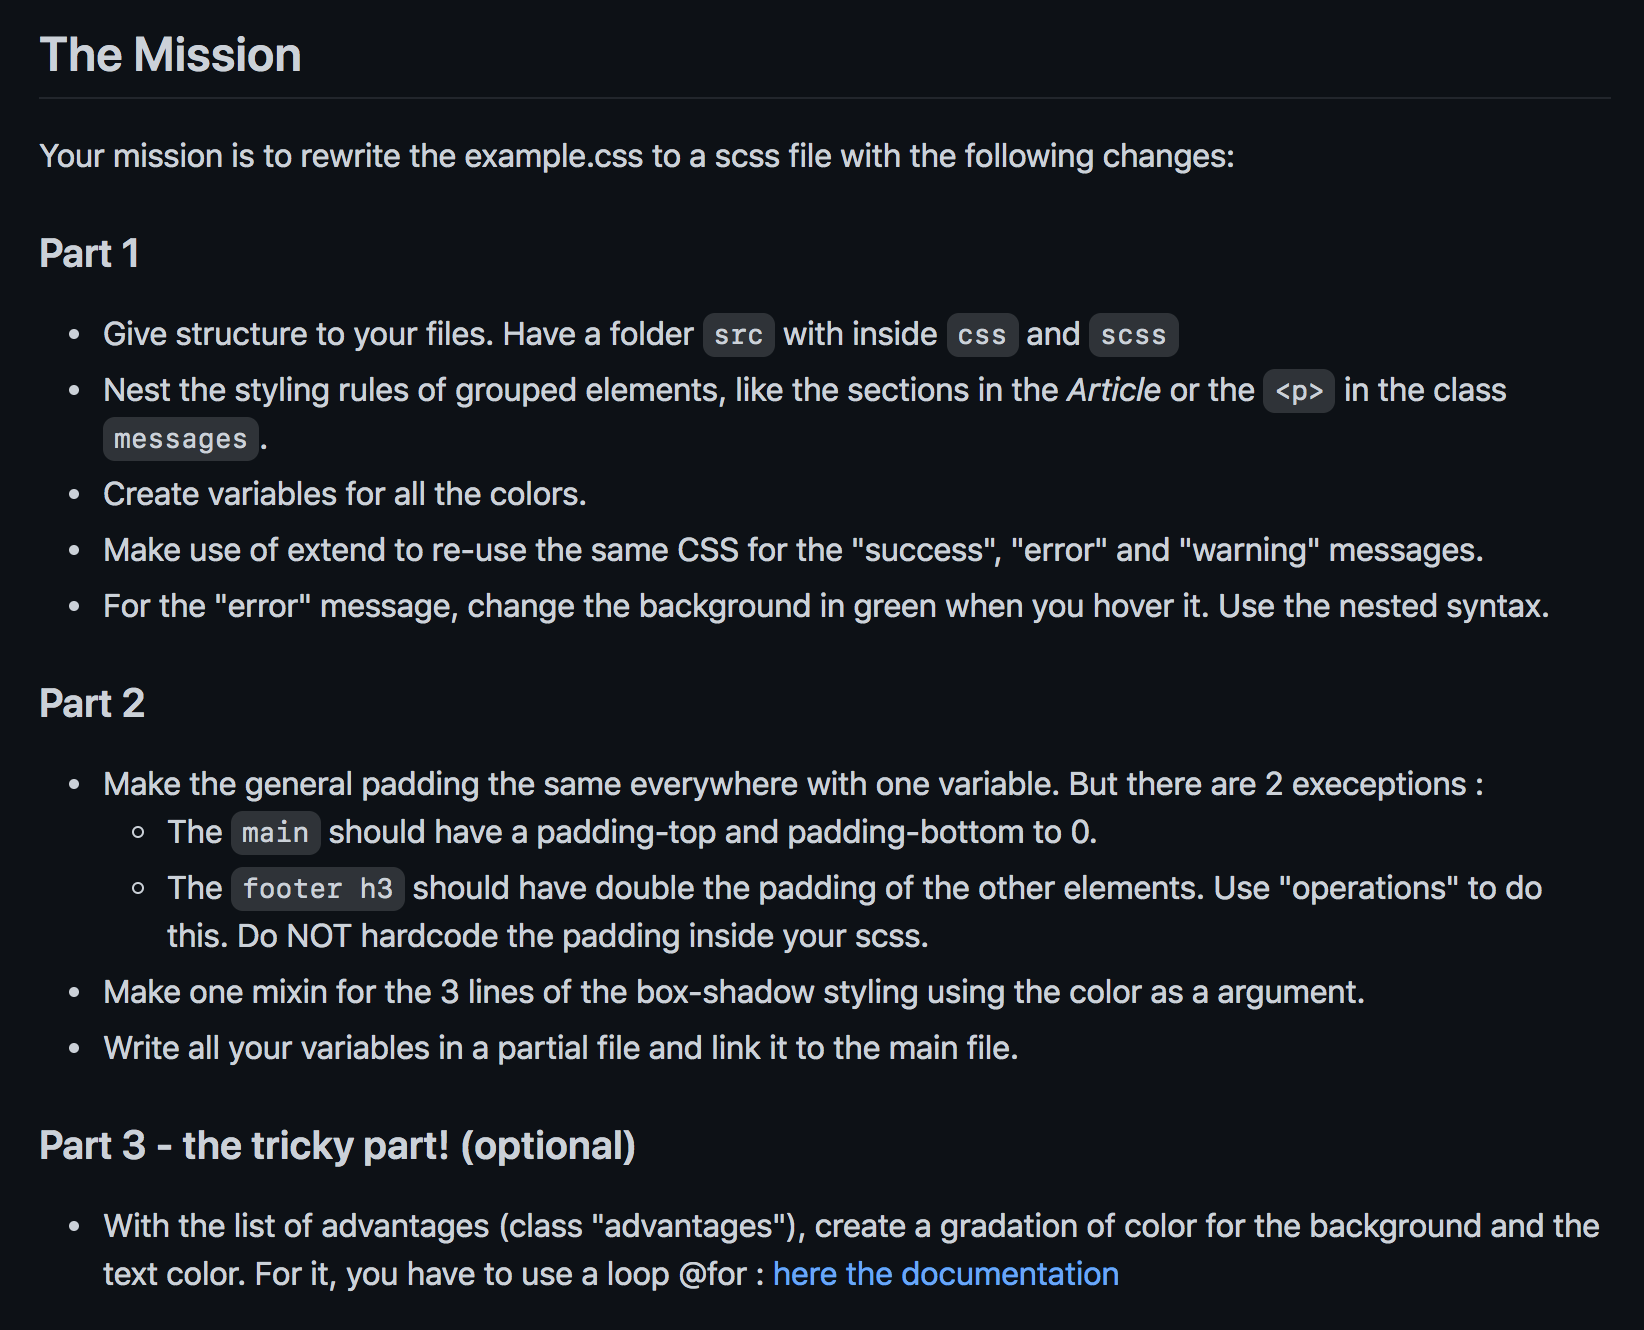 The Mission
Your mission is to rewrite the example.css to a scss file with the following changes:
Part 1
• Give structure to your files. Have a folder src with inside css and scss
• Nest the styling rules of grouped elements, like the sections in the Article or the <p> in the class
messages.
• Create variables for all the colors.
• Make use of extend to re-use the same CSS for the "success", "error" and "warning" messages.
• For the "error" message, change the background in green when you hover it. Use the nested syntax.
Part 2
• Make the general padding the same everywhere with one variable. But there are 2 execeptions :
◦ The main should have a padding-top and padding-bottom to 0.
◦ The footer h3 should have double the padding of the other elements. Use "operations" to do
this. Do NOT hardcode the padding inside your scss.
• Make one mixin for the 3 lines of the box-shadow styling using the color as a argument.
• Write all your variables in a partial file and link it to the main file.
Part 3 - the tricky part! (optional)
• With the list of advantages (class "advantages"), create a gradation of color for the background and the
text color. For it, you have to use a loop @for : here the documentation